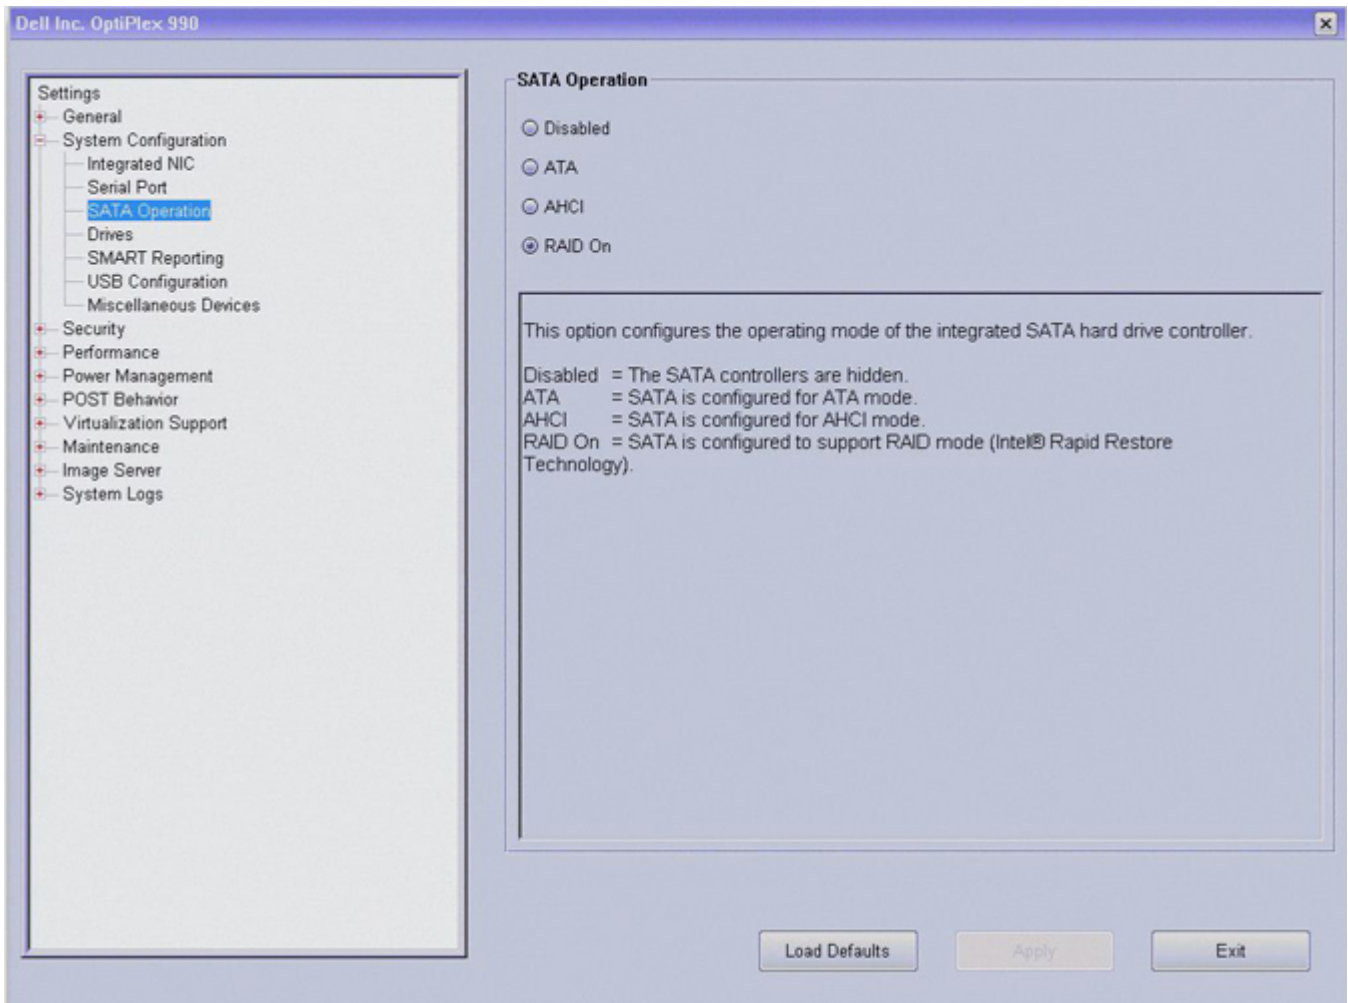 Dell Inc. OptiPlex 990
Settings
General
System Configuration
Integrated NIC
Serial Port
SATA Operation
Drives
SMART Reporting
USB Configuration
Miscellaneous Devices
Security
Performance
Power Management
POST Behavior
Virtualization Support
Maintenance
Image Server
System Logs
SATA Operation
Disabled
ATA
AHCI
RAID On
This option configures the operating mode of the integrated SATA hard drive controller.
Disabled = The SATA controllers are hidden.
ATA = SATA is configured for ATA mode.
AHCI = SATA is configured for AHCI mode.
RAID On = SATA is configured to support RAID mode (Intel® Rapid Restore
Technology).
Load Defaults
Apply
Exit